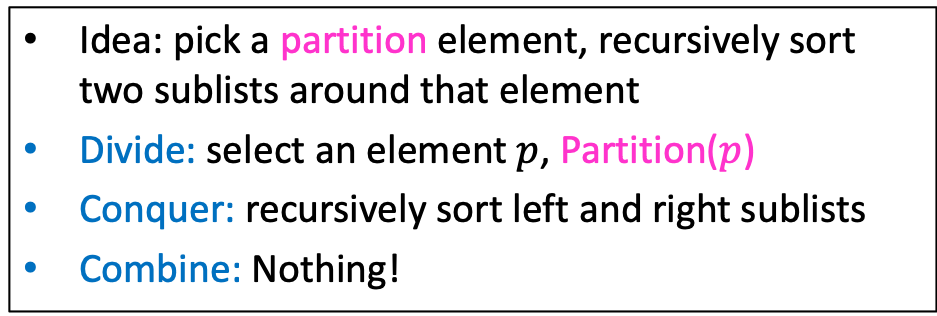 • Idea: pick a partition element, recursively sort
two sublists around that element
• Divide: select an element p, Partition(p)
• Conquer: recursively sort left and right sublists
• Combine: Nothing!